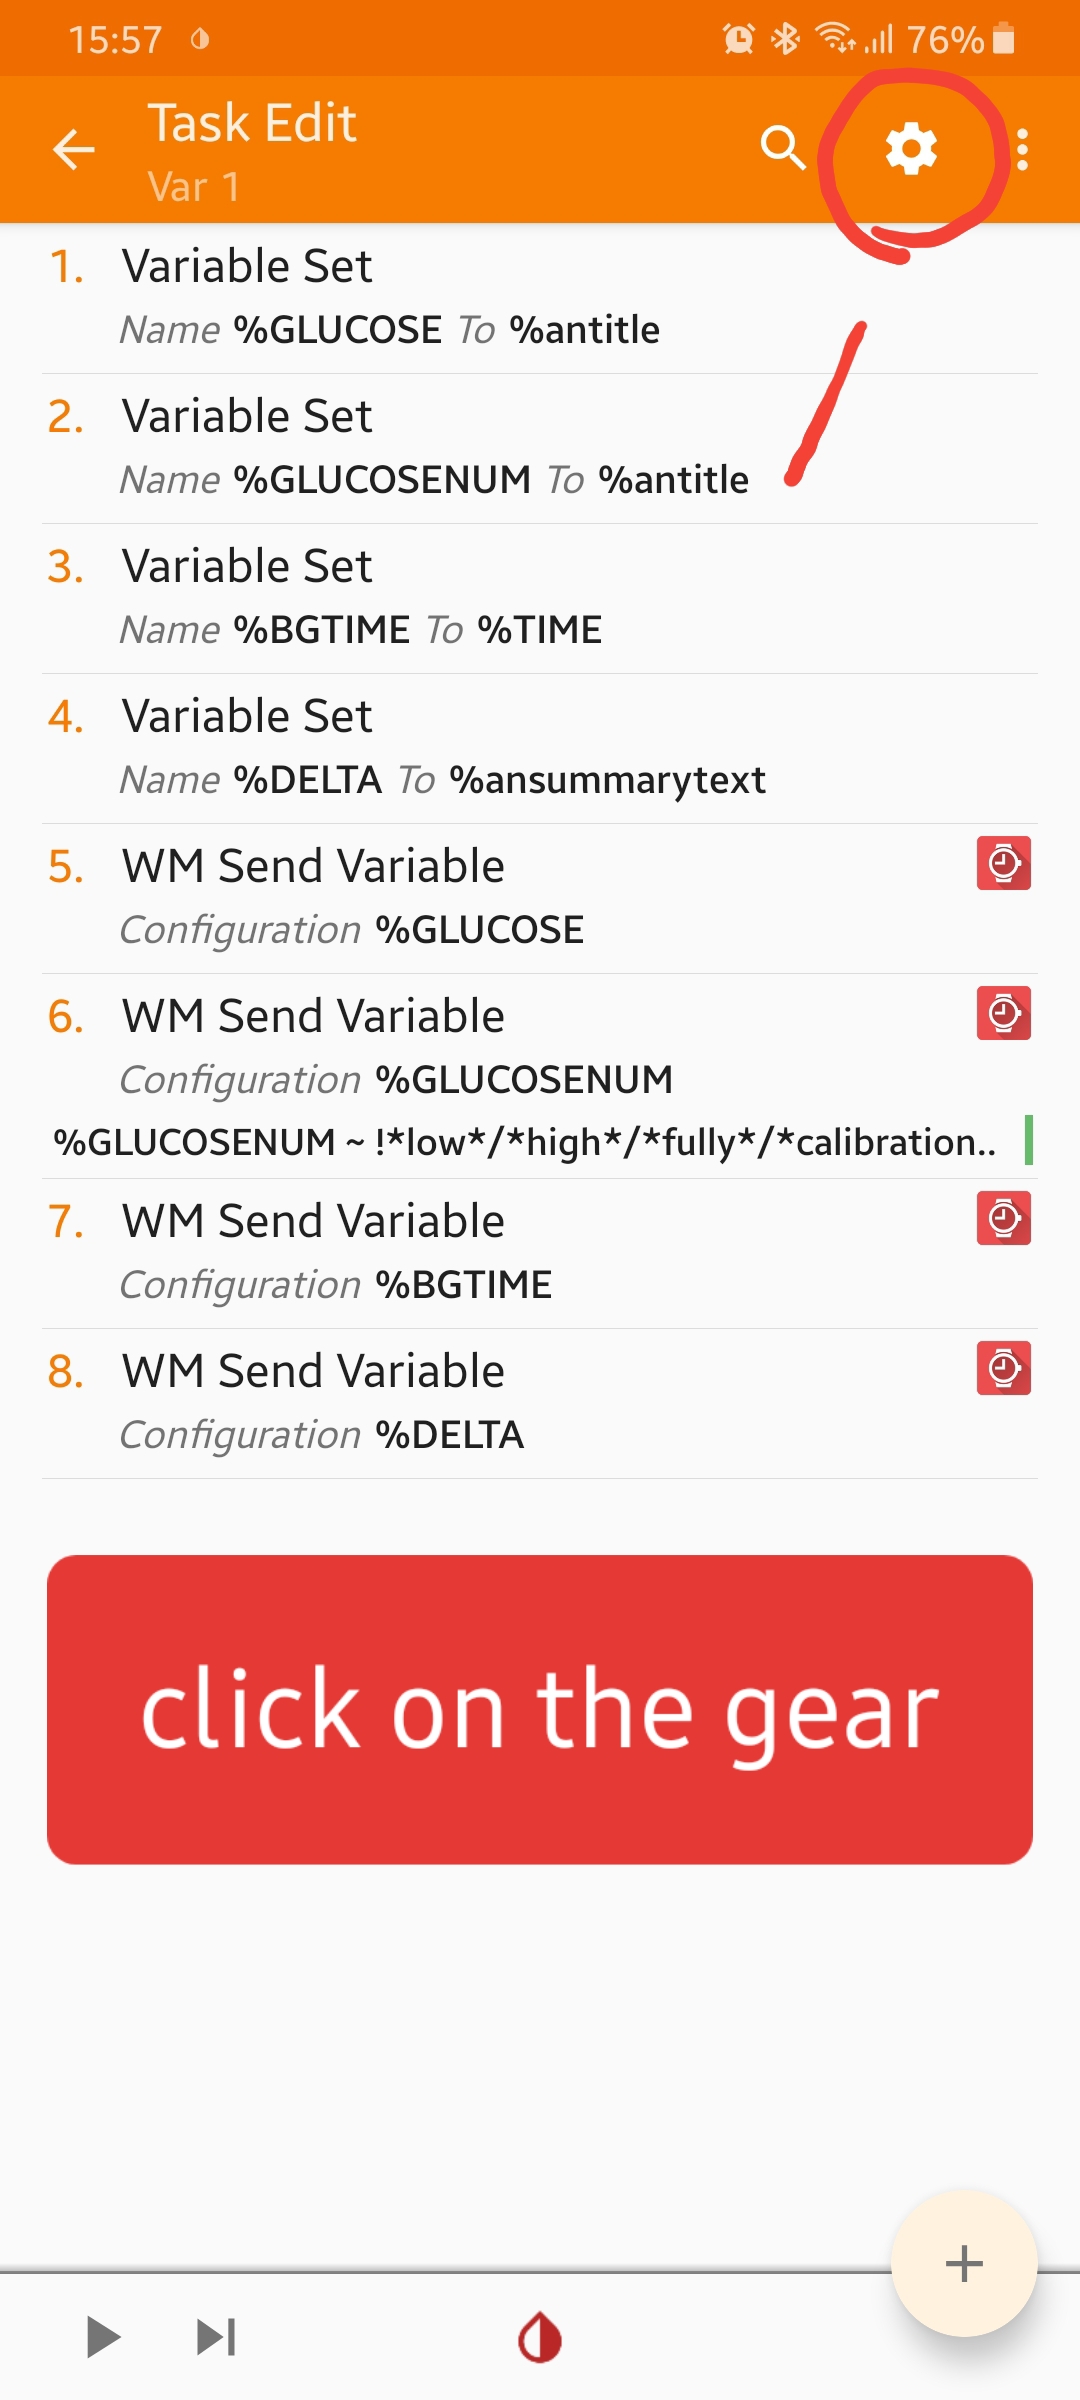 15:57 76%
Task Edit
Var 1
1. Variable Set
Name %GLUCOSE To %antitle
2. Variable Set
Name %GLUCOSENUM To %antitle
3. Variable Set
Name %BGTIME To %TIME
4. Variable Set
Name %DELTA To %ansummarytext
5. WM Send Variable
Configuration %GLUCOSE
6. WM Send Variable
Configuration %GLUCOSENUM
%GLUCOSENUM ~ !*low*/*high*/*fully*/*calibration..
7. WM Send Variable
Configuration %BGTIME
8. WM Send Variable
Configuration %DELTA
click on the gear